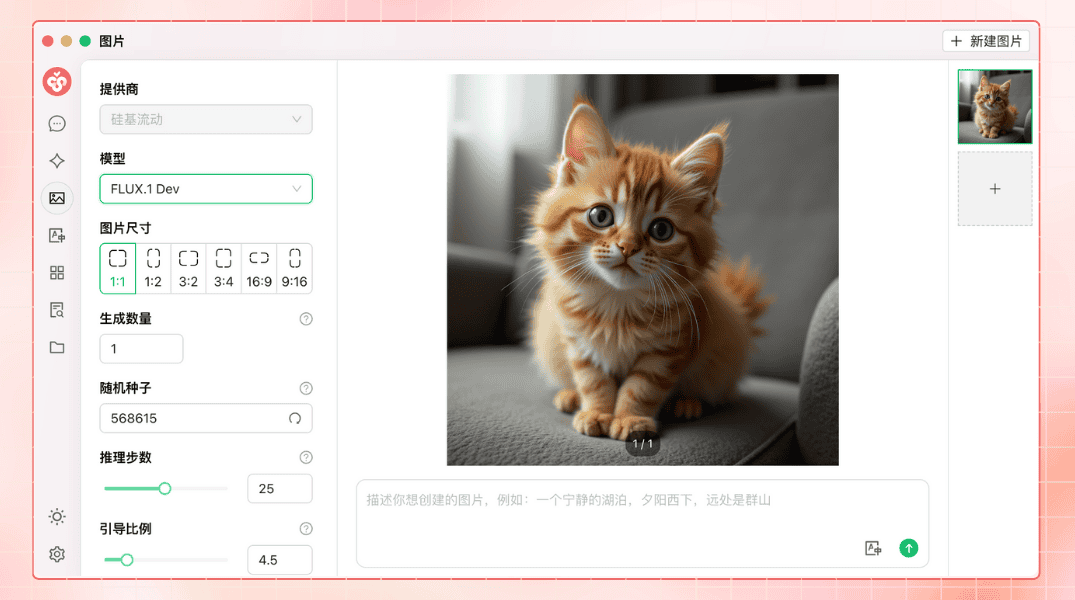 图片
新建图片
提供商
硅基流动
模型
FLUX.1 Dev
图片尺寸
1:1
1:2
3:2
3:4
16:9
9:16
生成数量
1
随机种子
568615
推理步数
25
引导比例
4.5
1 / 1
描述你想创建的图片，例如：一个宁静的湖泊，夕阳西下，远处是群山